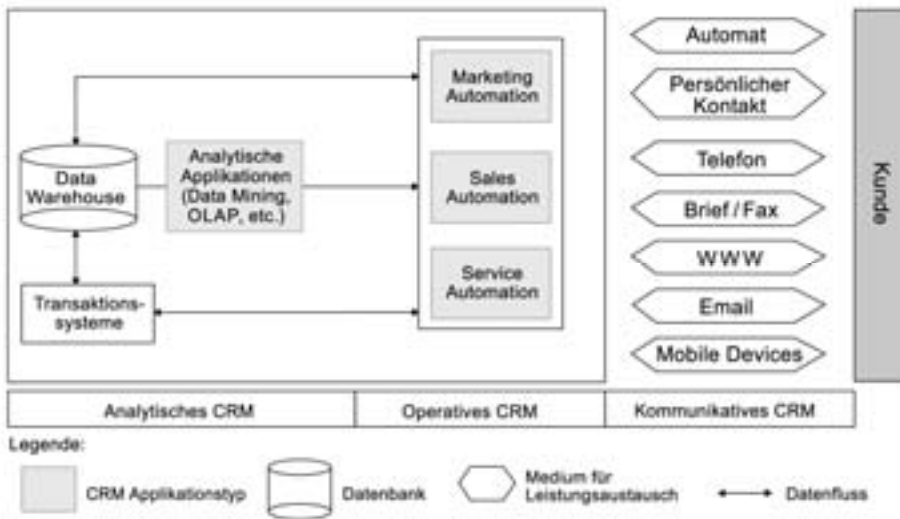 Marketing
Automation
Analytische
Applikationen
(Data Mining,
OLAP, etc.)
Data
Warehouse
Sales
Automation
Service
Automation
Transaktions-
systeme
Automat
Persönlicher
Kontakt
Telefon
Brief / Fax
WWW
Email
Mobile Devices
Kunde
Analytisches CRM
Operatives CRM
Kommunikatives CRM
Legende:
CRM Applikationstyp
Datenbank
Medium für
Leistungsaustausch
Datenfluss